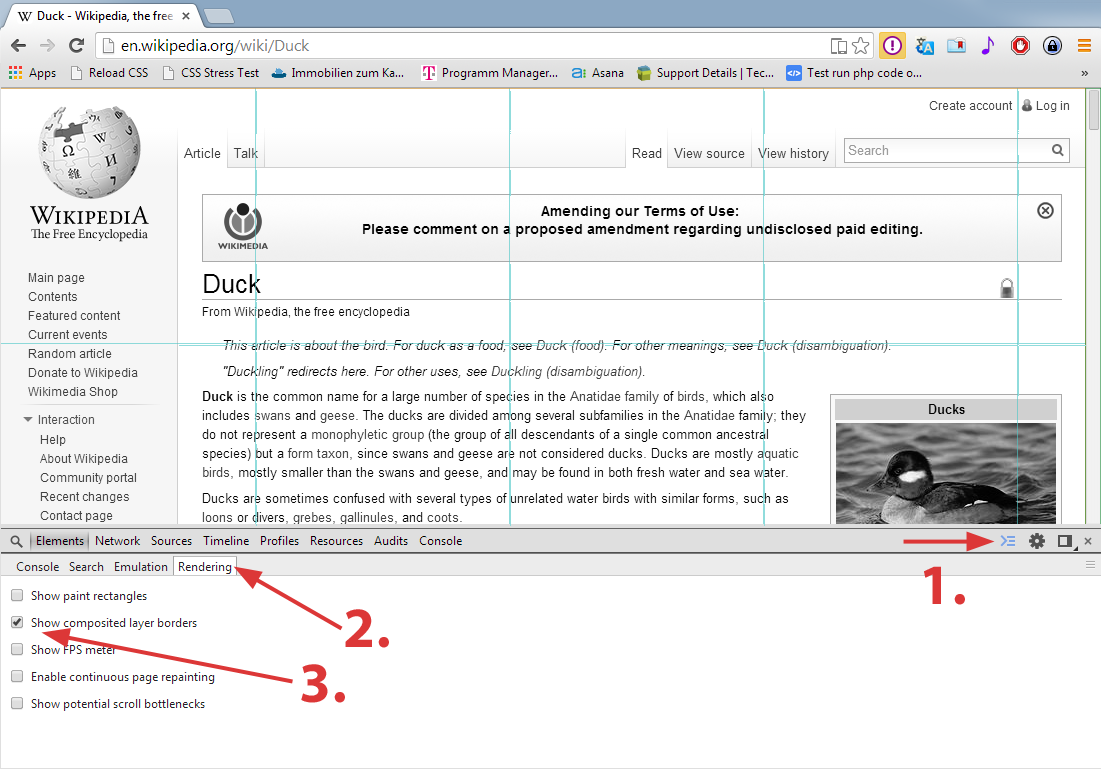 Duck - Wikipedia, the free
en.wikipedia.org/wiki/Duck
Apps Reload CSS CSS Stress Test Immobilien zum Ka... Programm Manager... Asana Support Details | Tec... Test run php code o... »
Create account Log in
Article Talk Read View source View history Search
WIKIPEDIA
The Free Encyclopedia
WIKIMEDIA
Amending our Terms of Use:
Please comment on a proposed amendment regarding undisclosed paid editing.
Main page
Contents
Featured content
Current events
Random article
Donate to Wikipedia
Wikimedia Shop
Interaction
Help
About Wikipedia
Community portal
Recent changes
Contact page
Duck
From Wikipedia, the free encyclopedia
This article is about the bird. For duck as a food, see Duck (food). For other meanings, see Duck (disambiguation).
"Duckling" redirects here. For other uses, see Duckling (disambiguation).
Duck is the common name for a large number of species in the Anatidae family of birds, which also
includes swans and geese. The ducks are divided among several subfamilies in the Anatidae family; they
do not represent a monophyletic group (the group of all descendants of a single common ancestral
species) but a form taxon, since swans and geese are not considered ducks. Ducks are mostly aquatic
birds, mostly smaller than the swans and geese, and may be found in both fresh water and sea water.
Ducks are sometimes confused with several types of unrelated water birds with similar forms, such as
loons or divers, grebes, gallinules, and coots.
Ducks
Elements Network Sources Timeline Profiles Resources Audits Console
Console Search Emulation Rendering
Show paint rectangles
Show composited layer borders
Show FPS meter
Enable continuous page repainting
Show potential scroll bottlenecks
1.
2.
3.